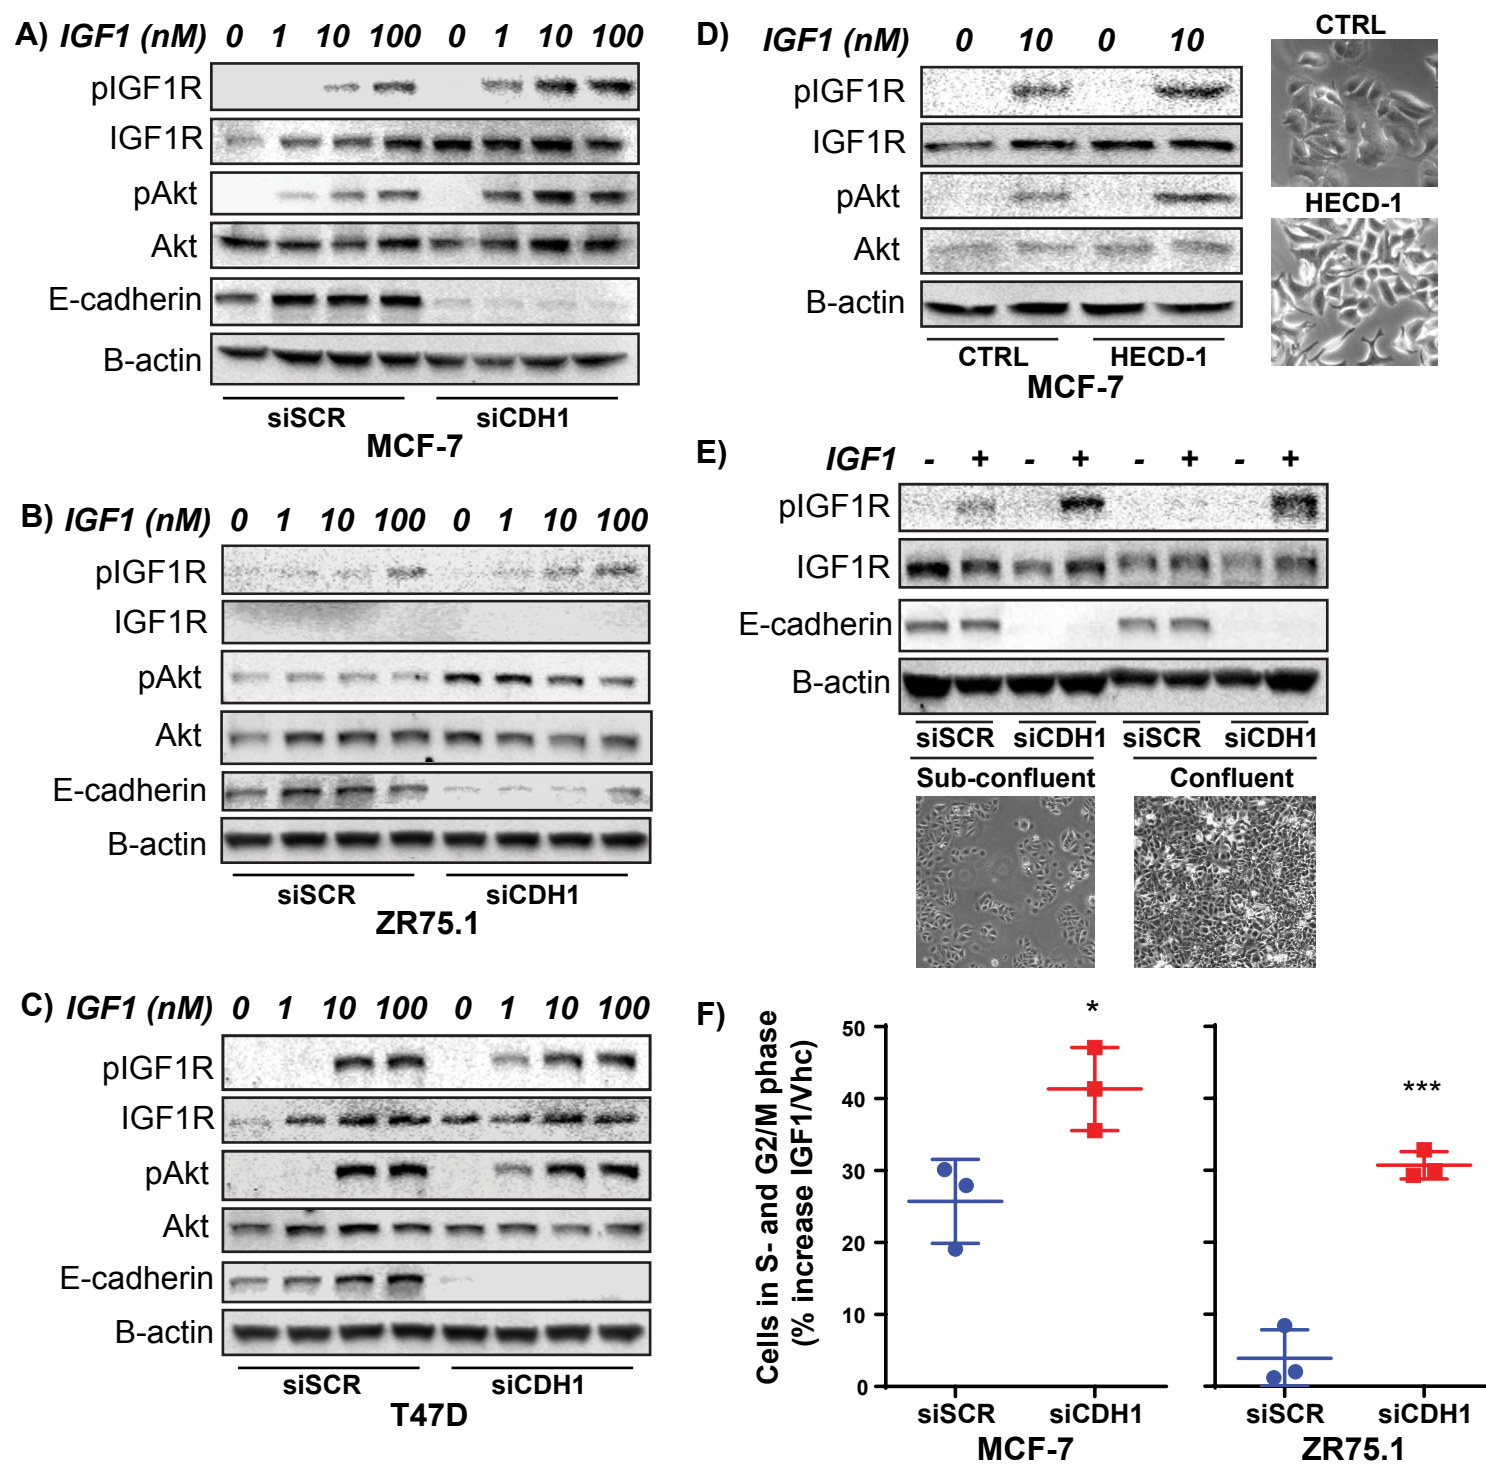 A) IGF1 (nM) 0 1 10 100 0 1 10 100
pIGF1R
IGF1R
pAkt
Akt
E-cadherin
B-actin
siSCR siCDH1
MCF-7
B) IGF1 (nM) 0 1 10 100 0 1 10 100
pIGF1R
IGF1R
pAkt
Akt
E-cadherin
B-actin
siSCR siCDH1
ZR75.1
C) IGF1 (nM) 0 1 10 100 0 1 10 100
pIGF1R
IGF1R
pAkt
Akt
E-cadherin
B-actin
siSCR siCDH1
T47D
D) IGF1 (nM) 0 10 0 10
pIGF1R
IGF1R
pAkt
Akt
B-actin
CTRL HECD-1
MCF-7
CTRL
HECD-1
E) IGF1 - + - + - + - +
pIGF1R
IGF1R
E-cadherin
B-actin
siSCR siCDH1 siSCR siCDH1
Sub-confluent Confluent
F)
Cells in S- and G2/M phase
(% increase IGF1/Vhc)
50
40
30
20
10
0
*
***
siSCR siCDH1 siSCR siCDH1
MCF-7 ZR75.1